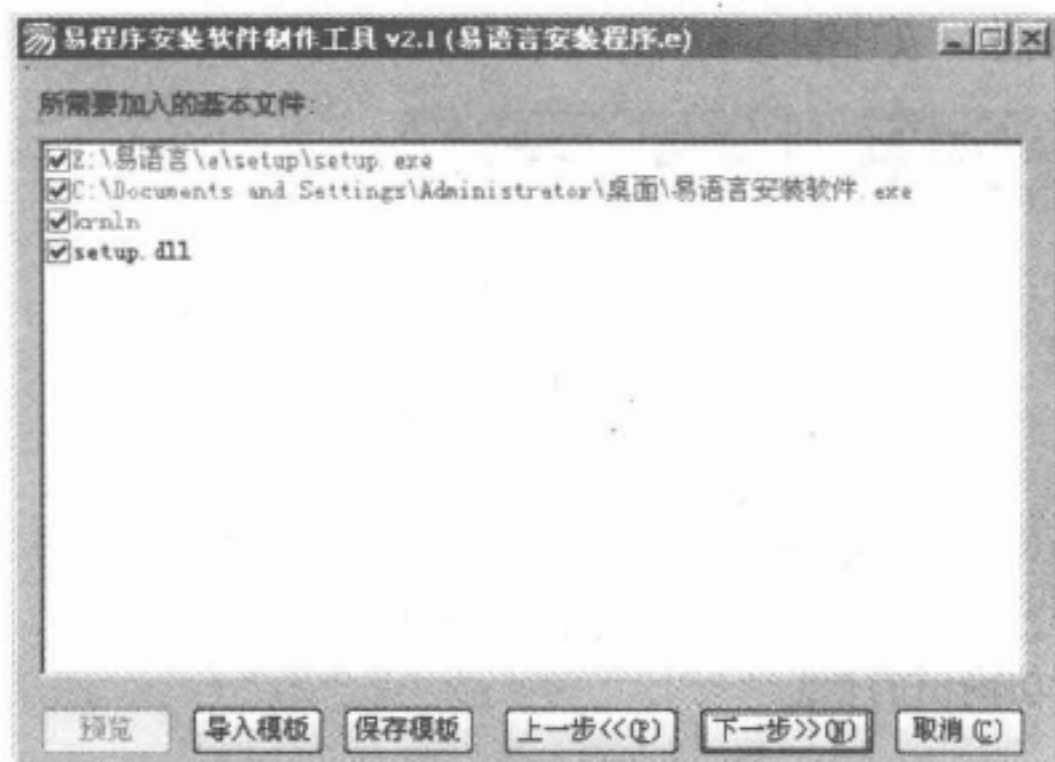 易程序安装软件制作工具 v2.1 (易语言安装程序.e)
所需要加入的基本文件:
Z:\易语言\e\setup\setup.exe
C:\Documents and Settings\Administrator\桌面\易语言安装软件.exe
krnln
setup.dll
预览 导入模板 保存模板 上一步<<(P) 下一步>>(N) 取消(C)